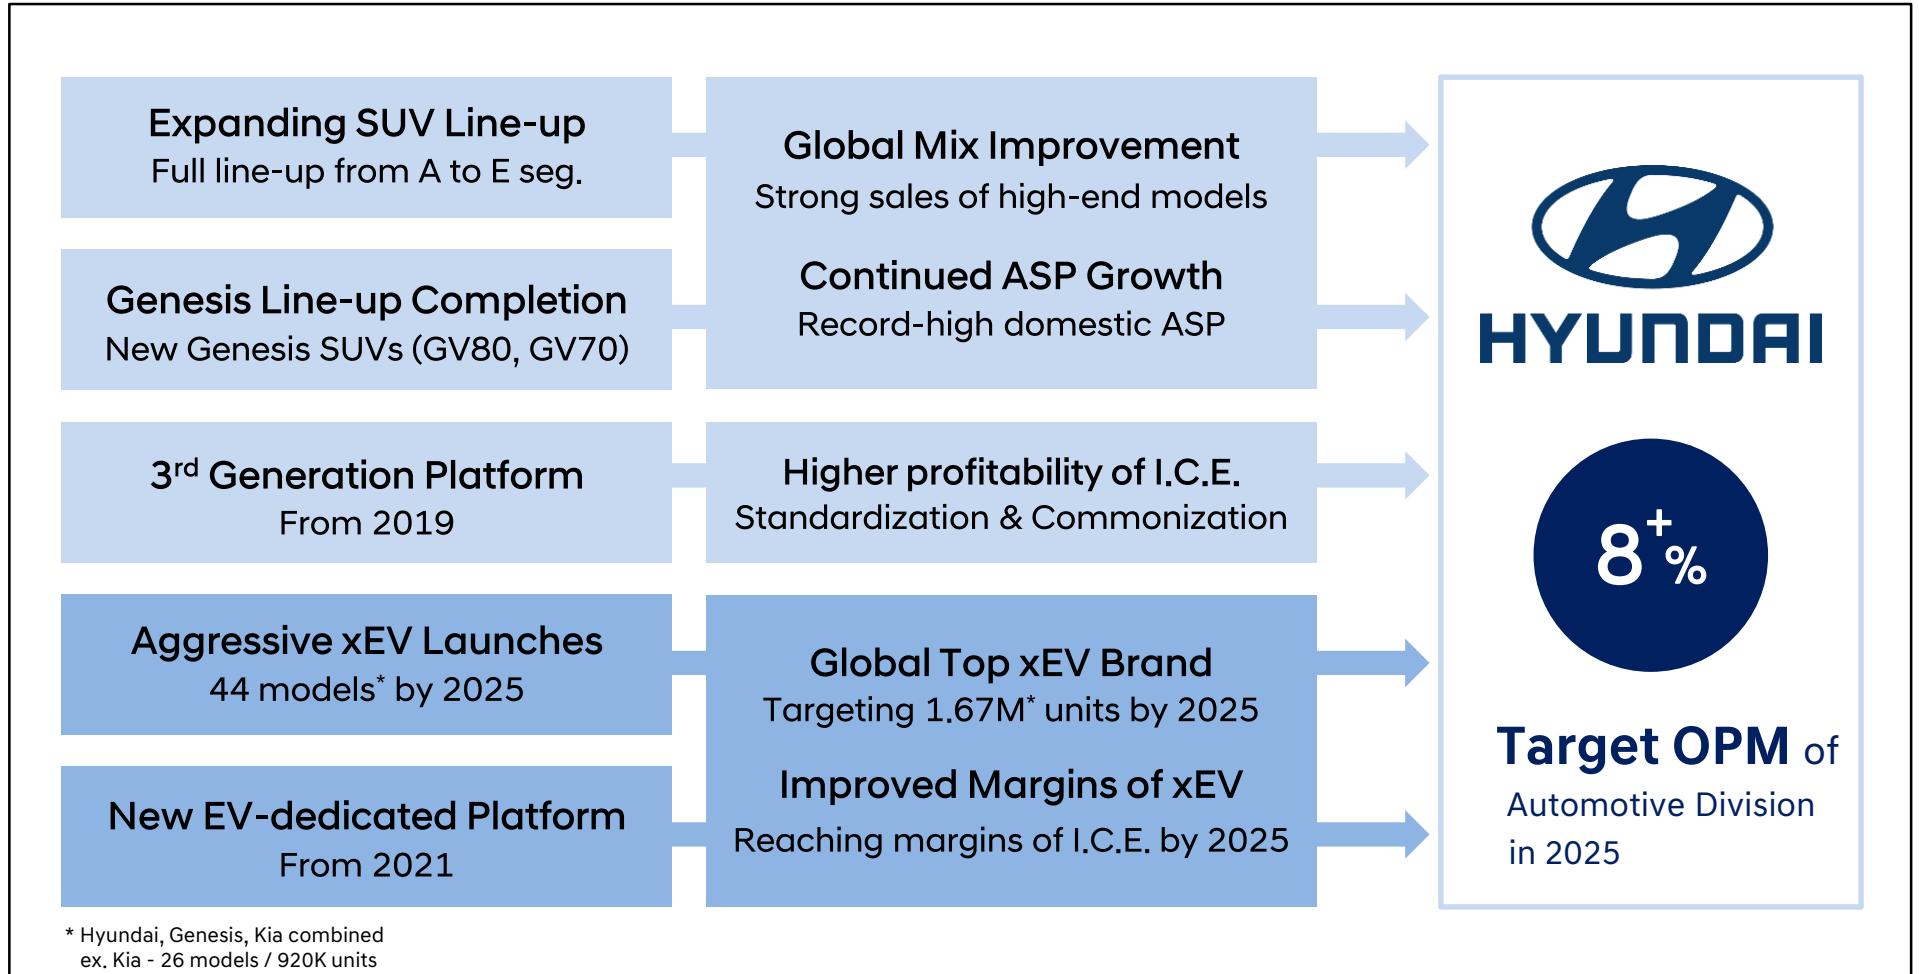 Expanding SUV Line-up
Full line-up from A to E seg.
Genesis Line-up Completion
New Genesis SUVs (GV80, GV70)
3rd Generation Platform
From 2019
Aggressive xEV Launches
44 models* by 2025
New EV-dedicated Platform
From 2021
Global Mix Improvement
Strong sales of high-end models
Continued ASP Growth
Record-high domestic ASP
Higher profitability of I.C.E.
Standardization & Commonization
Global Top xEV Brand
Targeting 1.67M* units by 2025
Improved Margins of xEV
Reaching margins of I.C.E. by 2025
HYUNDAI
8+%
Target OPM of
Automotive Division
in 2025
* Hyundai, Genesis, Kia combined
ex. Kia - 26 models / 920K units